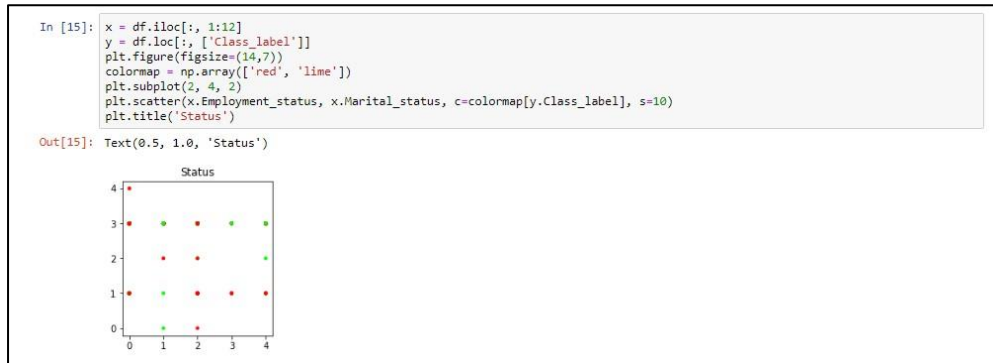 In [15]: x = df.iloc[:, 1:12]
y = df.loc[:, ['Class_label']]
plt.figure(figsize=(14,7))
colormap = np.array(['red', 'lime'])
plt.subplot(2, 4, 2)
plt.scatter(x.Employment_status, x.Marital_status, c=colormap[y.Class_label], s=10)
plt.title('Status')
Out[15]: Text(0.5, 1.0, 'Status')
Status
4
3
2
1
0
0 1 2 3 4